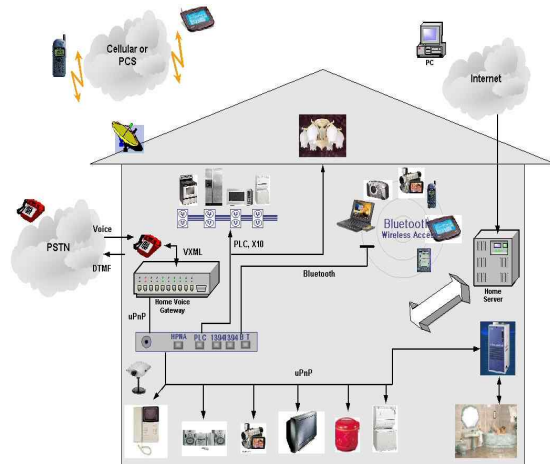 Cellular or
PCS
PC
Internet
PSTN
Voice
DTMF
VXML
PLC, X10
Bluetooth
Wireless Access
Home Voice
Gateway
Bluetooth
Home
Server
uPnP
HPNA PLC 1394 1394 BT
uPnP